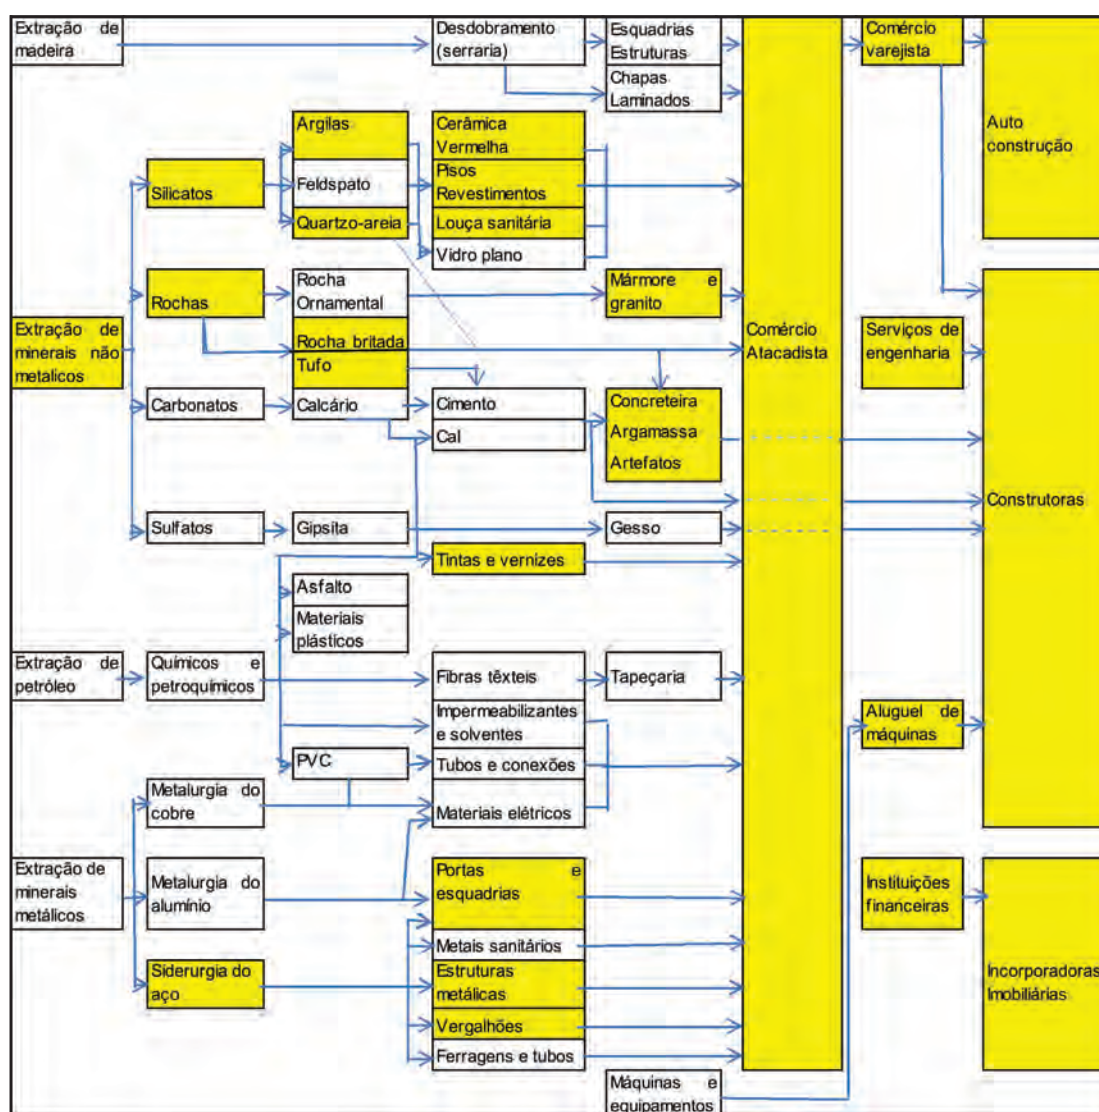 Extração de
madeira
Desdobramento
(serraria)
Esquadrias
Estruturas
Chapas
Laminados
Comércio
varejista
Auto
construção
Argilas
Feldspato
Quartzo-areia
Silicatos
Cerâmica
Vermelha
Pisos
Revestimentos
Louça sanitária
Vidro plano
Extração de
minerais não
metálicos
Rochas
Rocha
Ornamental
Rocha britada
Tufo
Mármore e
granito
Comércio
Atacadista
Serviços de
engenharia
Carbonatos
Calcário
Cimento
Cal
Concreteira
Argamassa
Artefatos
Construtoras
Sulfatos
Gipsita
Gesso
Tintas e vernizes
Asfalto
Materiais
plásticos
Extração de
petróleo
Químicos e
petroquímicos
Fibras têxteis
Tapeçaria
Impermeabilizantes
e solventes
Aluguel de
máquinas
PVC
Tubos e conexões
Metalurgia do
cobre
Materiais elétricos
Extração de
minerais
metálicos
Metalurgia do
alumínio
Portas e
esquadrias
Instituições
financeiras
Metais sanitários
Siderurgia do
aço
Estruturas
metálicas
Incorporadoras
Imobiliárias
Vergalhões
Ferragens e tubos
Máquinas e
equipamentos